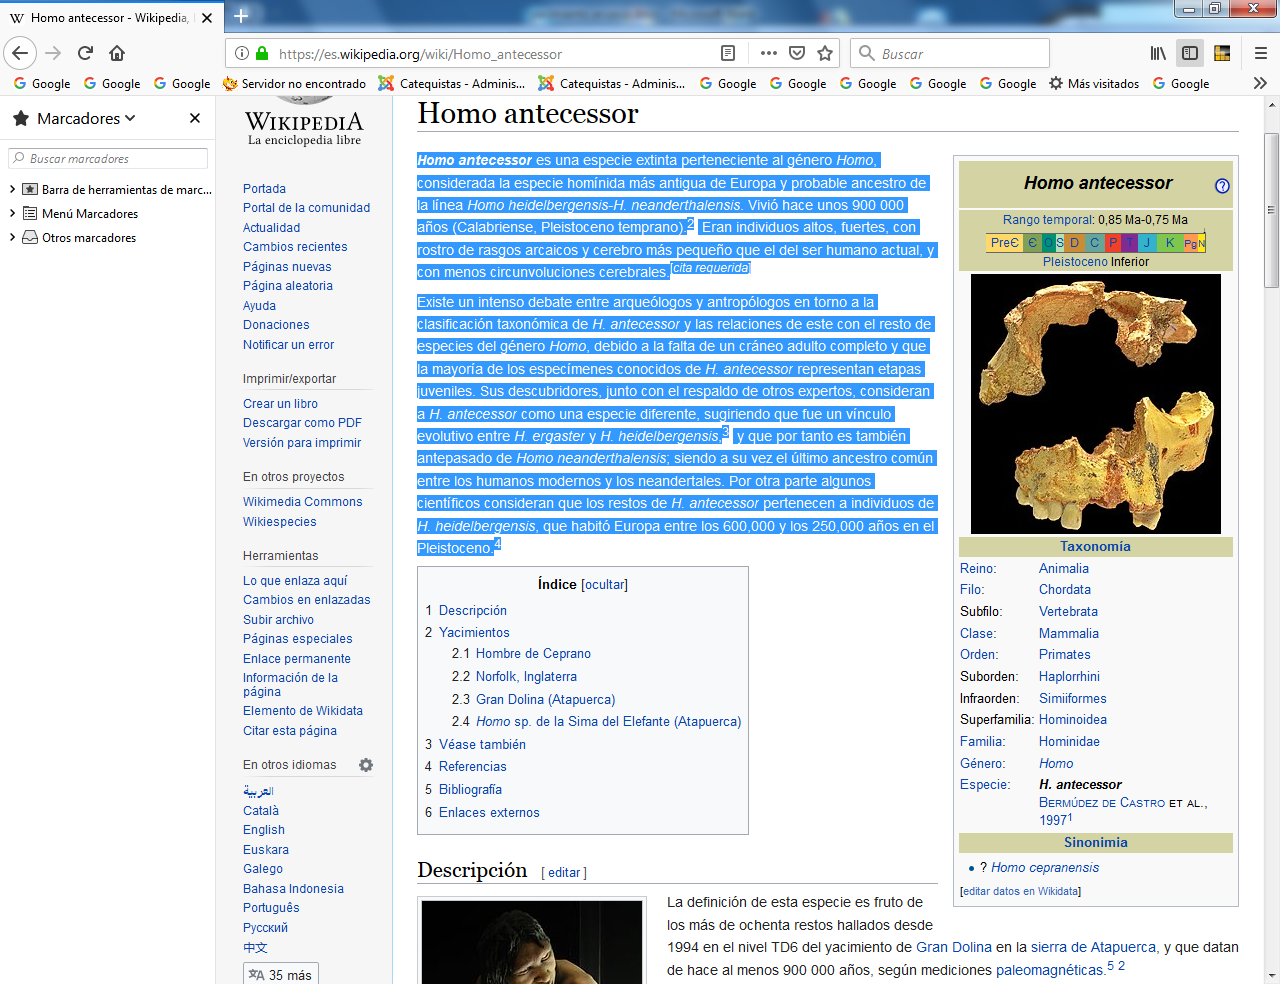 Homo antecessor - Wikipedia,
https://es.wikipedia.org/wiki/Homo_antecessor
Buscar
Google
Google
Google
Servidor no encontrado
Catequistas - Adminis...
Catequistas - Adminis...
Google
Google
Google
Google
Google
Más visitados
Google
Marcadores
Buscar marcadores
Barra de herramientas de marc...
Menú Marcadores
Otros marcadores
WIKIPEDIA
La enciclopedia libre
Portada
Portal de la comunidad
Actualidad
Cambios recientes
Páginas nuevas
Página aleatoria
Ayuda
Donaciones
Notificar un error
Imprimir/exportar
Crear un libro
Descargar como PDF
Versión para imprimir
En otros proyectos
Wikimedia Commons
Wikiespecies
Herramientas
Lo que enlaza aquí
Cambios en enlazadas
Subir archivo
Páginas especiales
Enlace permanente
Información de la
página
Elemento de Wikidata
Citar esta página
En otros idiomas
العربية
Català
English
Euskara
Galego
Bahasa Indonesia
Português
Русский
中文
35 más
Homo antecessor
Homo antecessor es una especie extinta perteneciente al género Homo,
considerada la especie homínida más antigua de Europa y probable ancestro de
la línea Homo heidelbergensis-H. neanderthalensis. Vivió hace unos 900 000
años (Calabriense, Pleistoceno temprano).2 Eran individuos altos, fuertes, con
rostro de rasgos arcaicos y cerebro más pequeño que el del ser humano actual, y
con menos circunvoluciones cerebrales.[cita requerida]
Existe un intenso debate entre arqueólogos y antropólogos en torno a la
clasificación taxonómica de H. antecessor y las relaciones de este con el resto de
especies del género Homo, debido a la falta de un cráneo adulto completo y que
la mayoría de los especímenes conocidos de H. antecessor representan etapas
juveniles. Sus descubridores, junto con el respaldo de otros expertos, consideran
a H. antecessor como una especie diferente, sugiriendo que fue un vínculo
evolutivo entre H. ergaster y H. heidelbergensis,3 y que por tanto es también
antepasado de Homo neanderthalensis; siendo a su vez el último ancestro común
entre los humanos modernos y los neandertales. Por otra parte algunos
científicos consideran que los restos de H. antecessor pertenecen a individuos de
H. heidelbergensis, que habitó Europa entre los 600,000 y los 250,000 años en el
Pleistoceno.4
Índice [ocultar]
1 Descripción
2 Yacimientos
2.1 Hombre de Ceprano
2.2 Norfolk, Inglaterra
2.3 Gran Dolina (Atapuerca)
2.4 Homo sp. de la Sima del Elefante (Atapuerca)
3 Véase también
4 Referencias
5 Bibliografía
6 Enlaces externos
Descripción [ editar ]
La definición de esta especie es fruto de
los más de ochenta restos hallados desde
1994 en el nivel TD6 del yacimiento de Gran Dolina en la sierra de Atapuerca, y que datan
de hace al menos 900 000 años, según mediciones paleomagnéticas.5 2
Homo antecessor
Rango temporal: 0,85 Ma-0,75 Ma
PreЄ Є O S D C P T J K Pg N
Pleistoceno Inferior
Taxonomía
Reino: Animalia
Filo: Chordata
Subfilo: Vertebrata
Clase: Mammalia
Orden: Primates
Suborden: Haplorrhini
Infraorden: Simiiformes
Superfamilia: Hominoidea
Familia: Hominidae
Género: Homo
Especie: H. antecessor
BERMÚDEZ DE CASTRO ET AL.,
19971
Sinonimia
? Homo cepranensis
[editar datos en Wikidata]